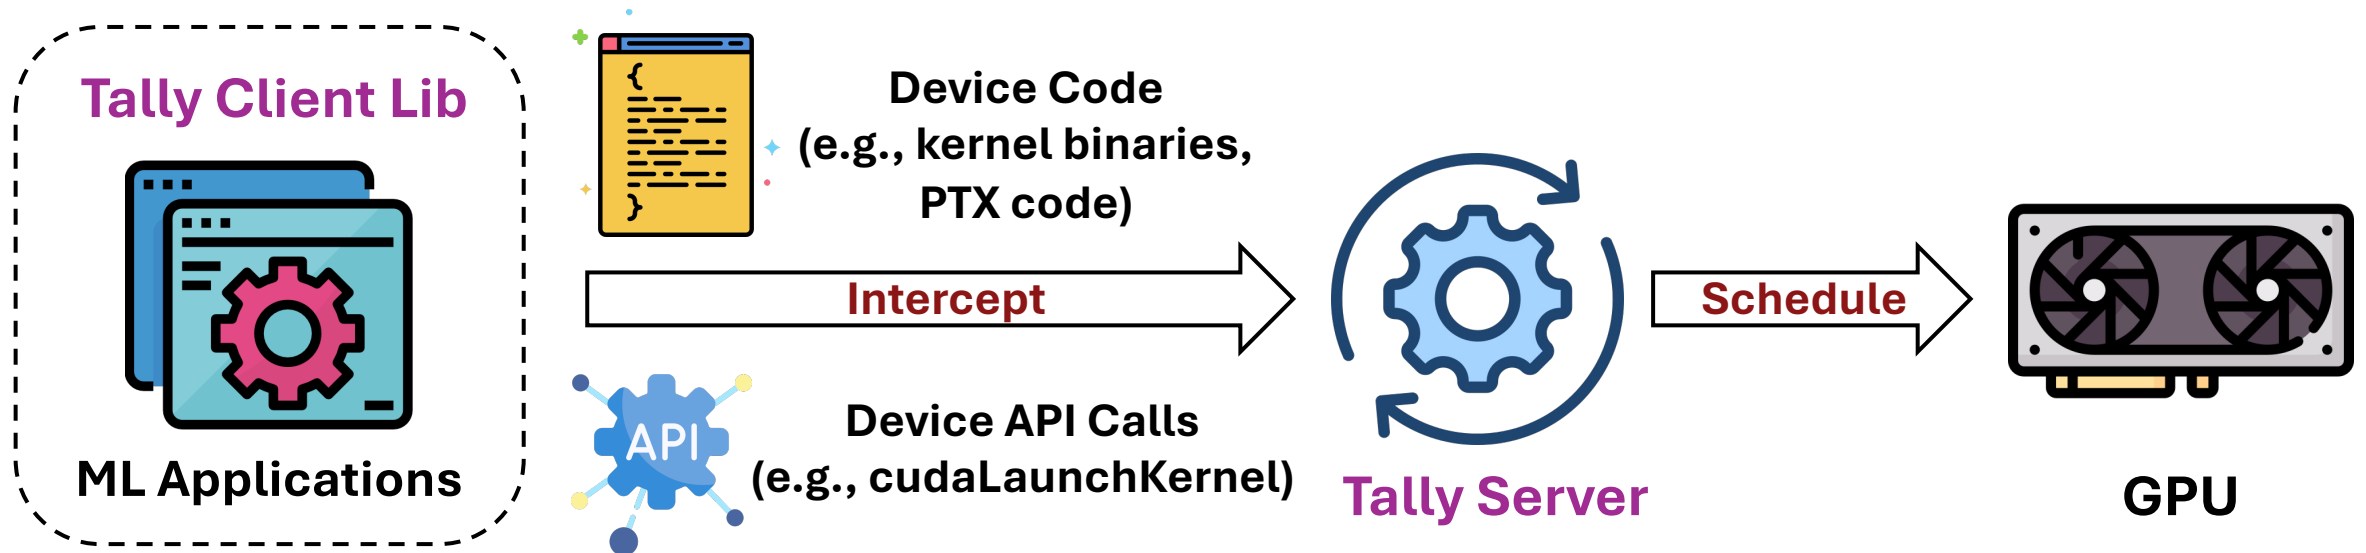 Tally Client Lib
ML Applications
{
}
Device Code
(e.g., kernel binaries,
PTX code)
Intercept
API
Device API Calls
(e.g., cudaLaunchKernel)
Tally Server
Schedule
GPU